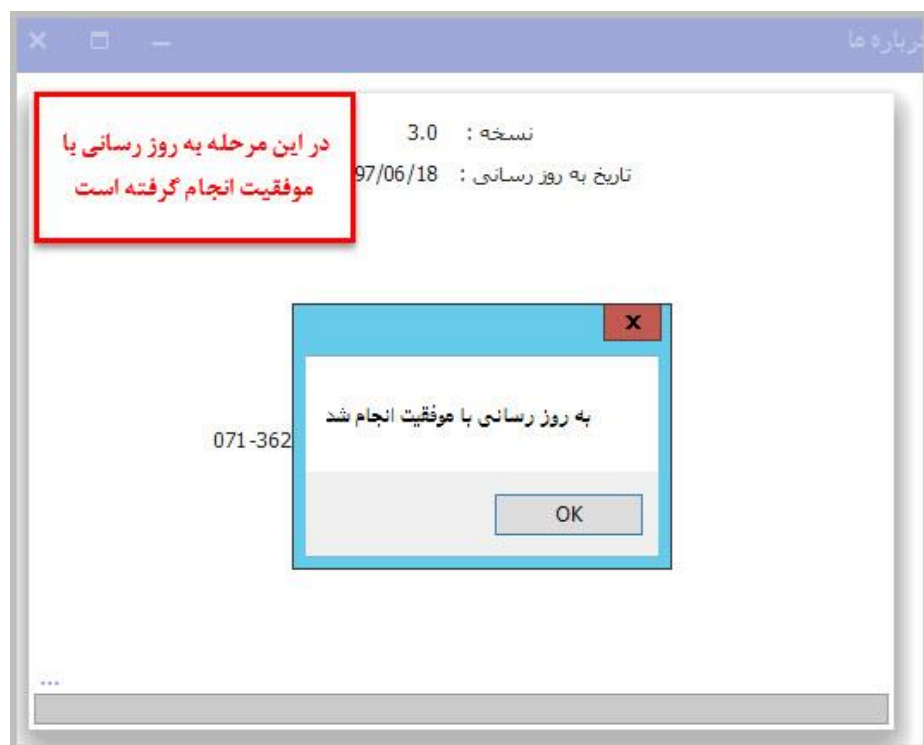 درباره ما
نسخه : 3.0
تاریخ به روز رسانی : 97/06/18
در این مرحله به روز رسانی با
موفقیت انجام گرفته است
x
به روز رسانی با موفقیت انجام شد
071-362
OK
...